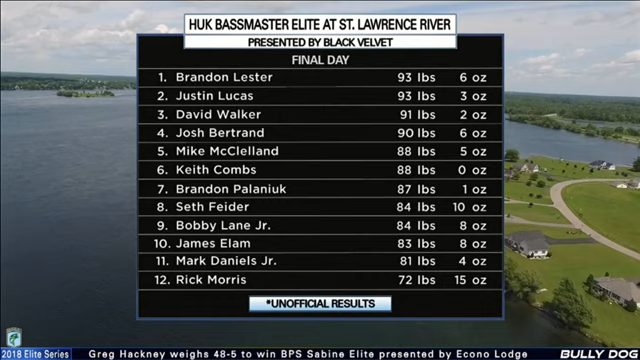 HUK BASSMASTER ELITE AT ST. LAWRENCE RIVER
PRESENTED BY BLACK VELVET
FINAL DAY
1. Brandon Lester 93 lbs 6 oz
2. Justin Lucas 93 lbs 3 oz
3. David Walker 91 lbs 2 oz
4. Josh Bertrand 90 lbs 6 oz
5. Mike McClelland 88 lbs 5 oz
6. Keith Combs 88 lbs 0 oz
7. Brandon Palaniuk 87 lbs 1 oz
8. Seth Feider 84 lbs 10 oz
9. Bobby Lane Jr. 84 lbs 8 oz
10. James Elam 83 lbs 8 oz
11. Mark Daniels Jr. 81 lbs 4 oz
12. Rick Morris 72 lbs 15 oz
*UNOFFICIAL RESULTS
2018 Elite Series Greg Hackney weighs 48-5 to win BPS Sabine Elite presented by Econo Lodge BULLY DOG